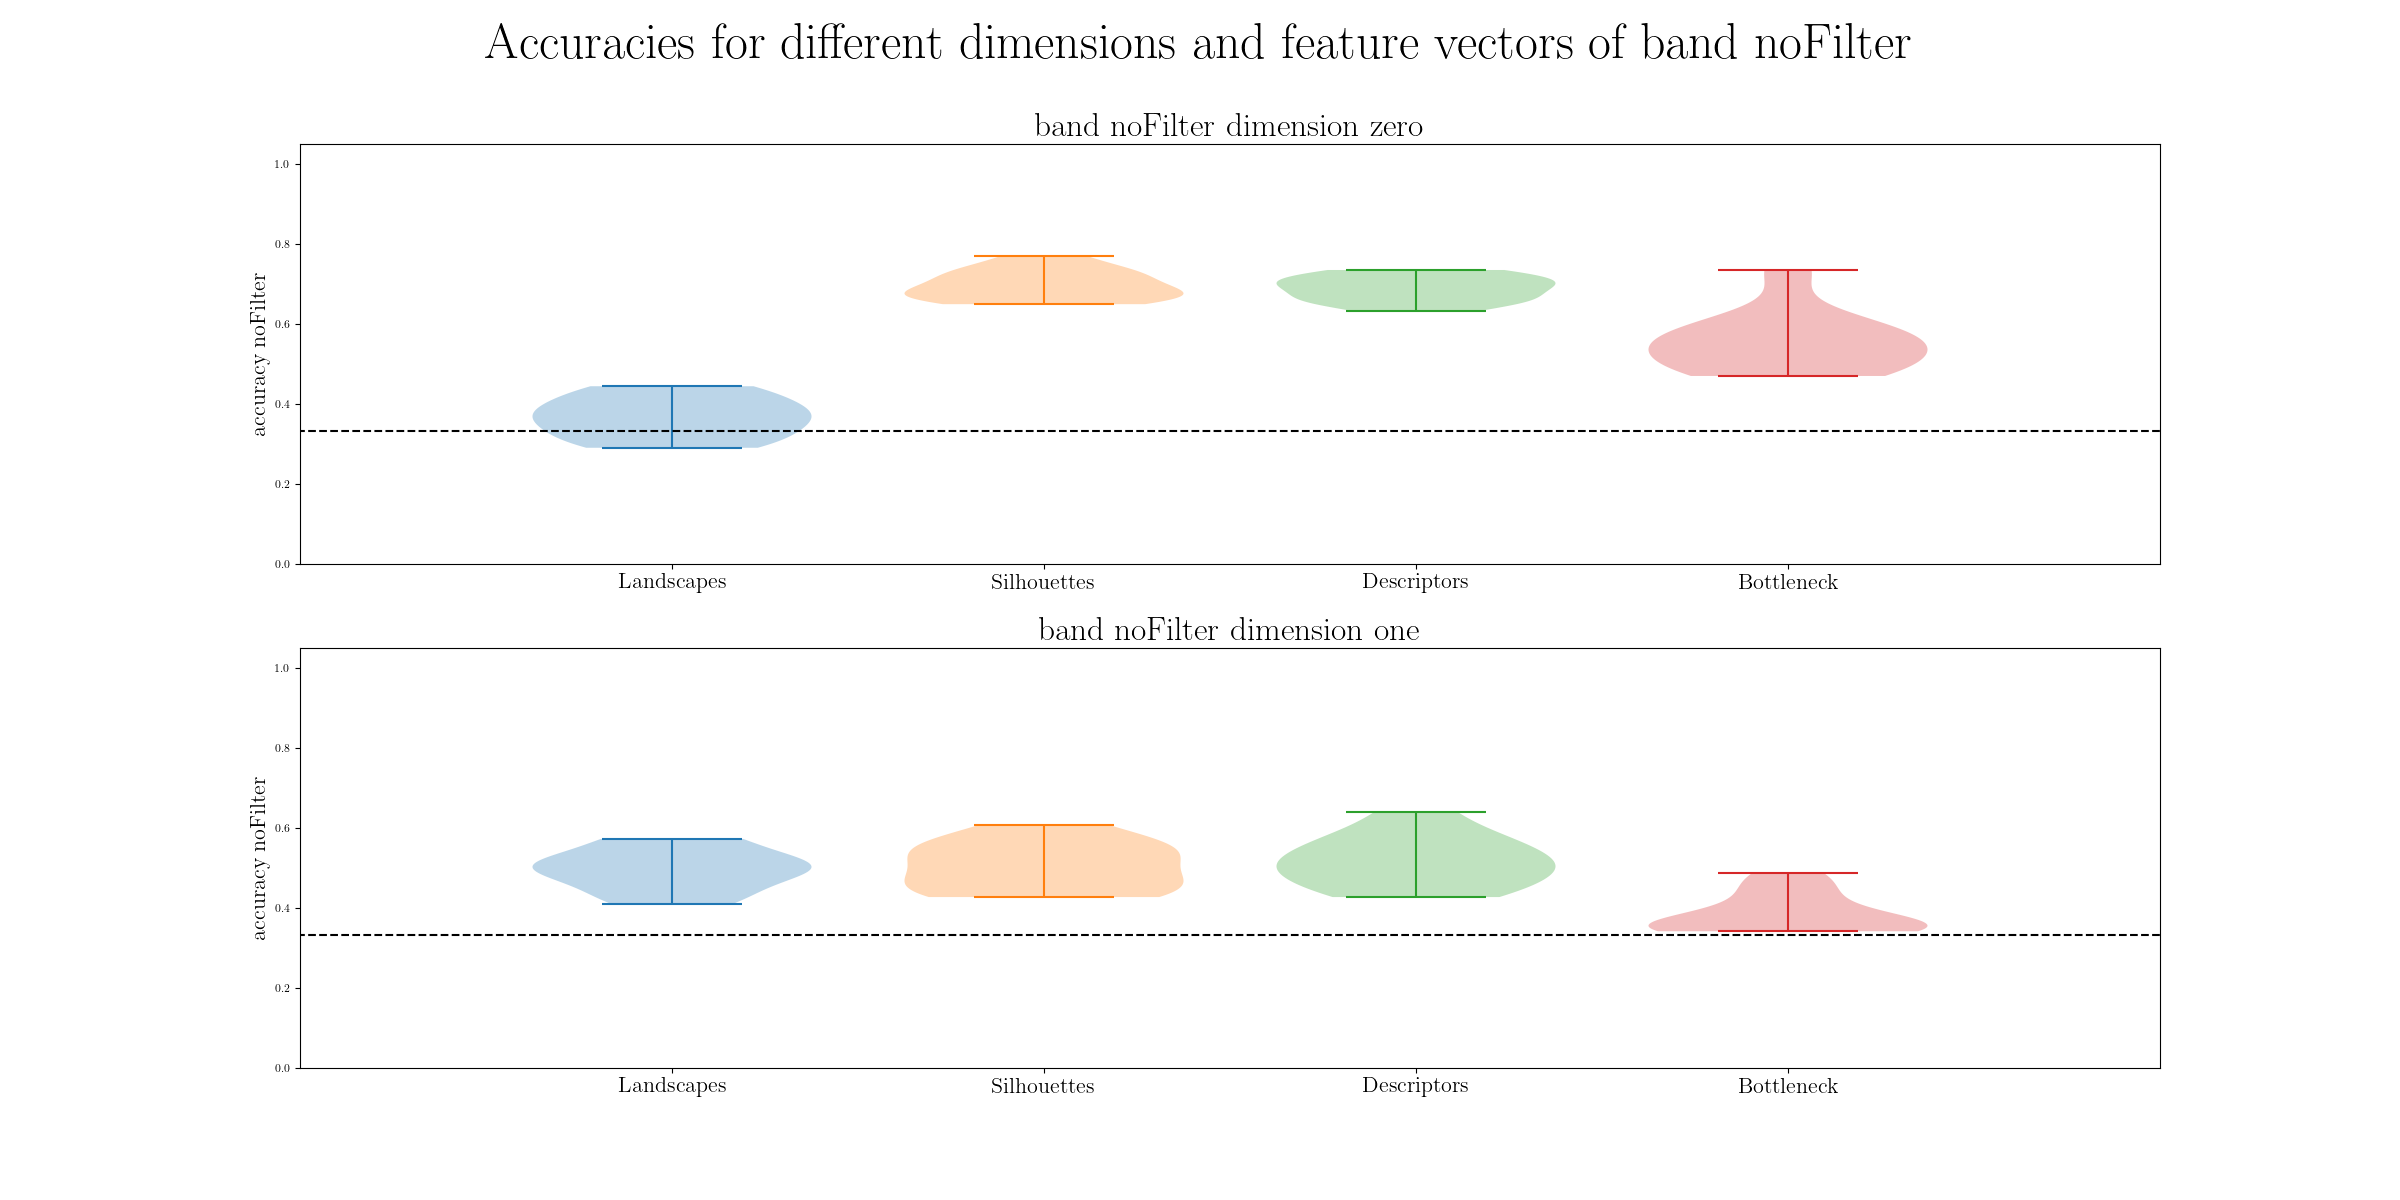 Accuracies for different dimensions and feature vectors of band noFilter
band noFilter dimension zero
accuracy noFilter
1.0
0.8
0.6
0.4
0.2
0.0
Landscapes Silhouettes Descriptors Bottleneck
band noFilter dimension one
accuracy noFilter
1.0
0.8
0.6
0.4
0.2
0.0
Landscapes Silhouettes Descriptors Bottleneck